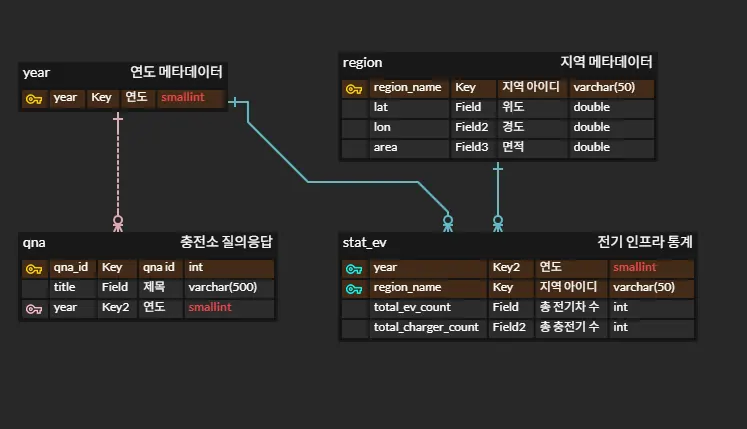 year 연도 메타데이터
year Key 연도 smallint
region 지역 메타데이터
region_name Key 지역 아이디 varchar(50)
lat Field 위도 double
lon Field2 경도 double
area Field3 면적 double
qna 충전소 질의응답
qna_id Key qna id int
title Field 제목 varchar(500)
year Key2 연도 smallint
stat_ev 전기 인프라 통계
year Key2 연도 smallint
region_name Key 지역 아이디 varchar(50)
total_ev_count Field 총 전기차 수 int
total_charger_count Field2 총 충전기 수 int